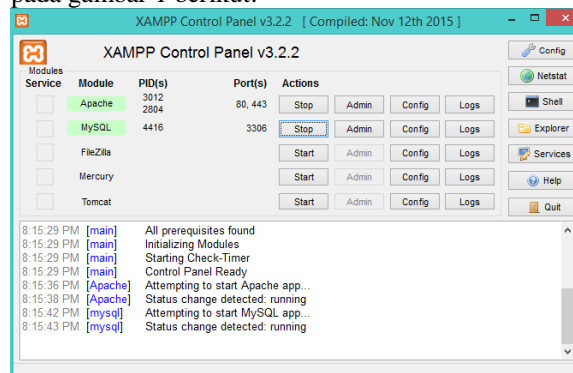 pada gambar 1 berikut.
XAMPP Control Panel v3.2.2 [ Compiled: Nov 12th 2015 ]
XAMPP Control Panel v3.2.2
Config
Modules
Service Module PID(s) Port(s) Actions
Netstat
Apache 3012 2804 80, 443 Stop Admin Config Logs
Shell
MySQL 4416 3306 Stop Admin Config Logs
Explorer
FileZilla Start Admin Config Logs
Services
Mercury Start Admin Config Logs
Help
Tomcat Start Admin Config Logs
Quit
8:15:29 PM [main] All prerequisites found
8:15:29 PM [main] Initializing Modules
8:15:29 PM [main] Starting Check-Timer
8:15:29 PM [main] Control Panel Ready
8:15:36 PM [Apache] Attempting to start Apache app...
8:15:38 PM [Apache] Status change detected: running
8:15:42 PM [mysql] Attempting to start MySQL app...
8:15:43 PM [mysql] Status change detected: running